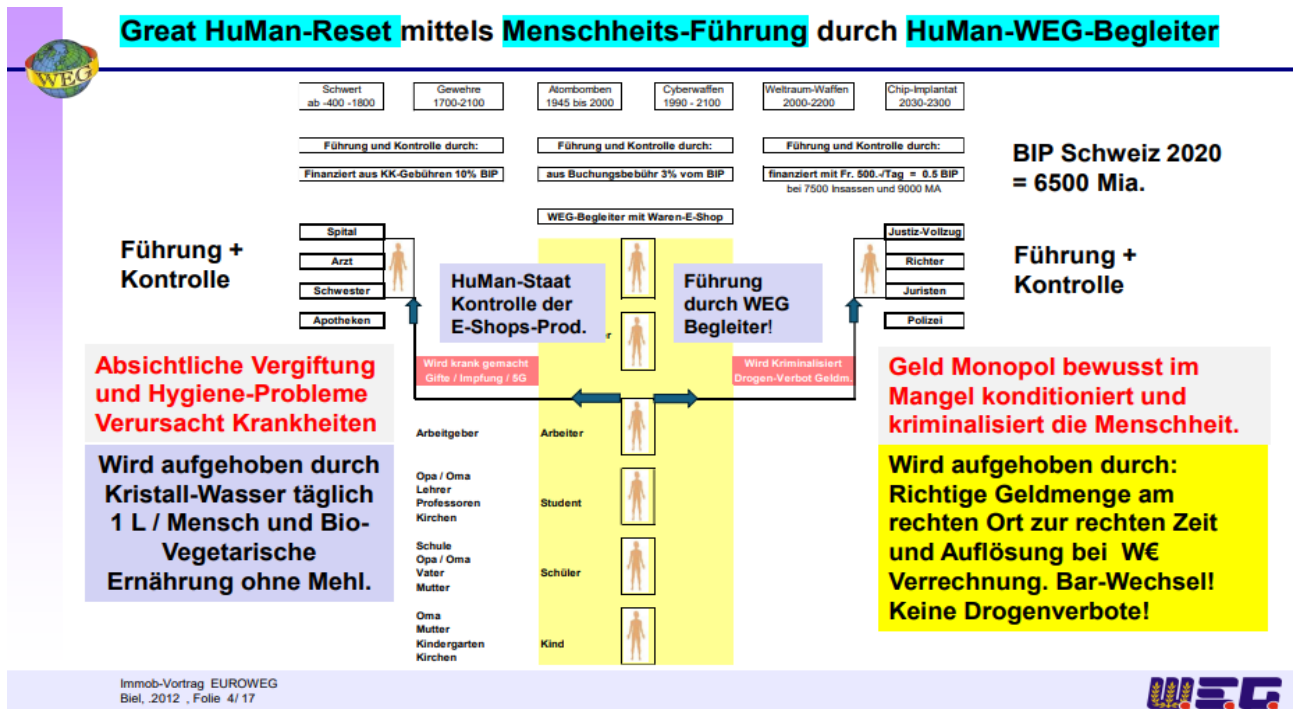 Great HuMan-Reset mittels Menschheits-Führung durch HuMan-WEG-Begleiter
WEG
Schwert
ab -400 -1800
Gewehre
1700-2100
Atombomben
1945 bis 2000
Cyberwaffen
1990 - 2100
Weltraum-Waffen
2000-2200
Chip-Implantat
2030-2300
Führung und Kontrolle durch:
Führung und Kontrolle durch:
Führung und Kontrolle durch:
Finanziert aus KK-Gebühren 10% BIP
aus Buchungsbebühr 3% vom BIP
finanziert mit Fr. 500.-/Tag = 0.5 BIP
bei 7500 Insassen und 9000 MA
BIP Schweiz 2020
= 6500 Mia.
WEG-Begleiter mit Waren-E-Shop
Führung +
Kontrolle
Spital
Arzt
Schwester
Apotheken
HuMan-Staat
Kontrolle der
E-Shops-Prod.
r
Führung
durch WEG
Begleiter!
Justiz-Vollzug
Richter
Juristen
Polizei
Führung +
Kontrolle
Wird krank gemacht
Gifte / Impfung / 5G
Wird Kriminalisiert
Drogen-Verbot Geldm.
Absichtliche Vergiftung
und Hygiene-Probleme
Verursacht Krankheiten
Wird aufgehoben durch
Kristall-Wasser täglich
1 L / Mensch und Bio-
Vegetarische
Ernährung ohne Mehl.
Arbeitgeber
Arbeiter
Opa / Oma
Lehrer
Professoren
Kirchen
Student
Schule
Opa / Oma
Vater
Mutter
Schüler
Oma
Mutter
Kindergarten
Kirchen
Kind
Geld Monopol bewusst im
Mangel konditioniert und
kriminalisiert die Menschheit.
Wird aufgehoben durch:
Richtige Geldmenge am
rechten Ort zur rechten Zeit
und Auflösung bei W€
Verrechnung. Bar-Wechsel!
Keine Drogenverbote!
Immob-Vortrag EUROWEG
Biel, .2012 , Folie 4/ 17
W.E.G.